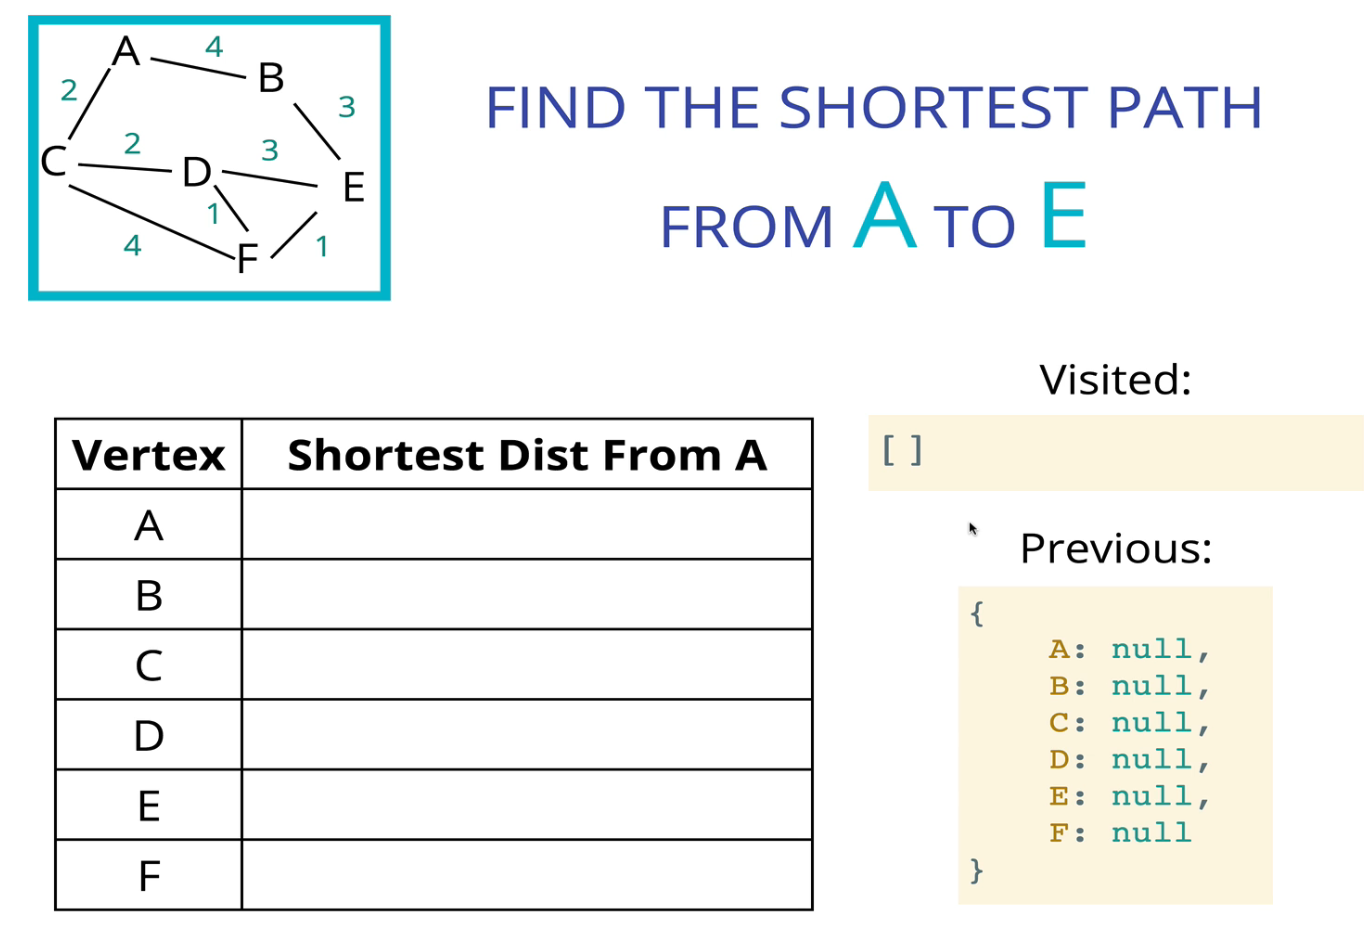 A 4 B
2 3
C 2 D 3 E
1
4 F 1
FIND THE SHORTEST PATH
FROM A TO E
Vertex Shortest Dist From A
A
B
C
D
E
F
Visited:
[ ]
Previous:
{
A: null,
B: null,
C: null,
D: null,
E: null,
F: null
}